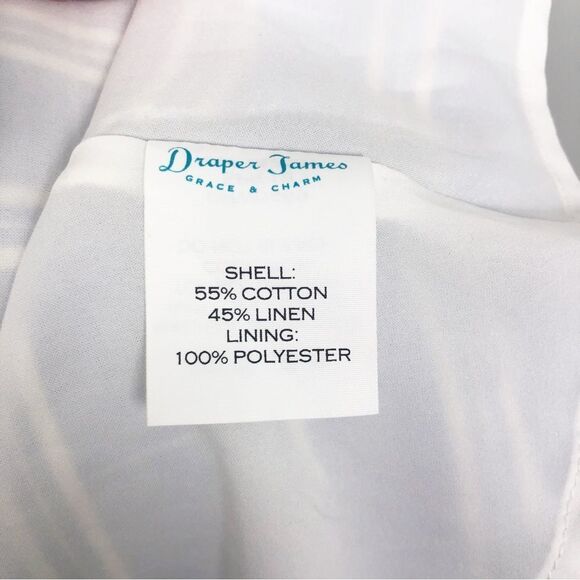 Draper James
GRACE & CHARM
SHELL:
55% COTTON
45% LINEN
LINING:
100% POLYESTER